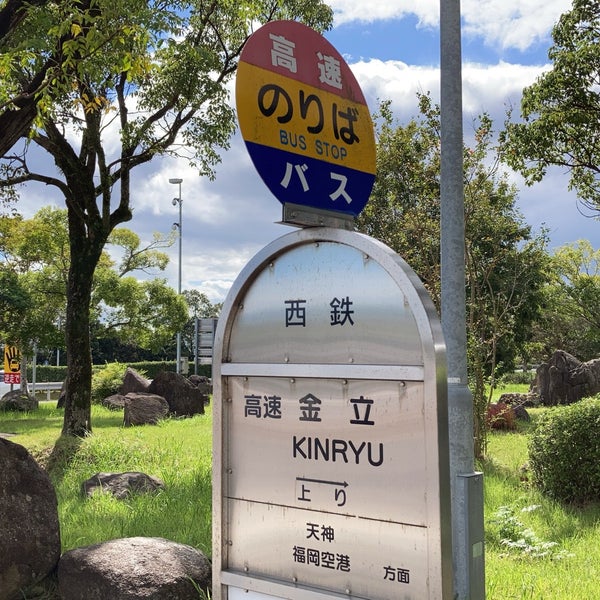 高速
のりば
BUS STOP
バス
西鉄
高速 金立
KINRYU
上り
天神
福岡空港 方面